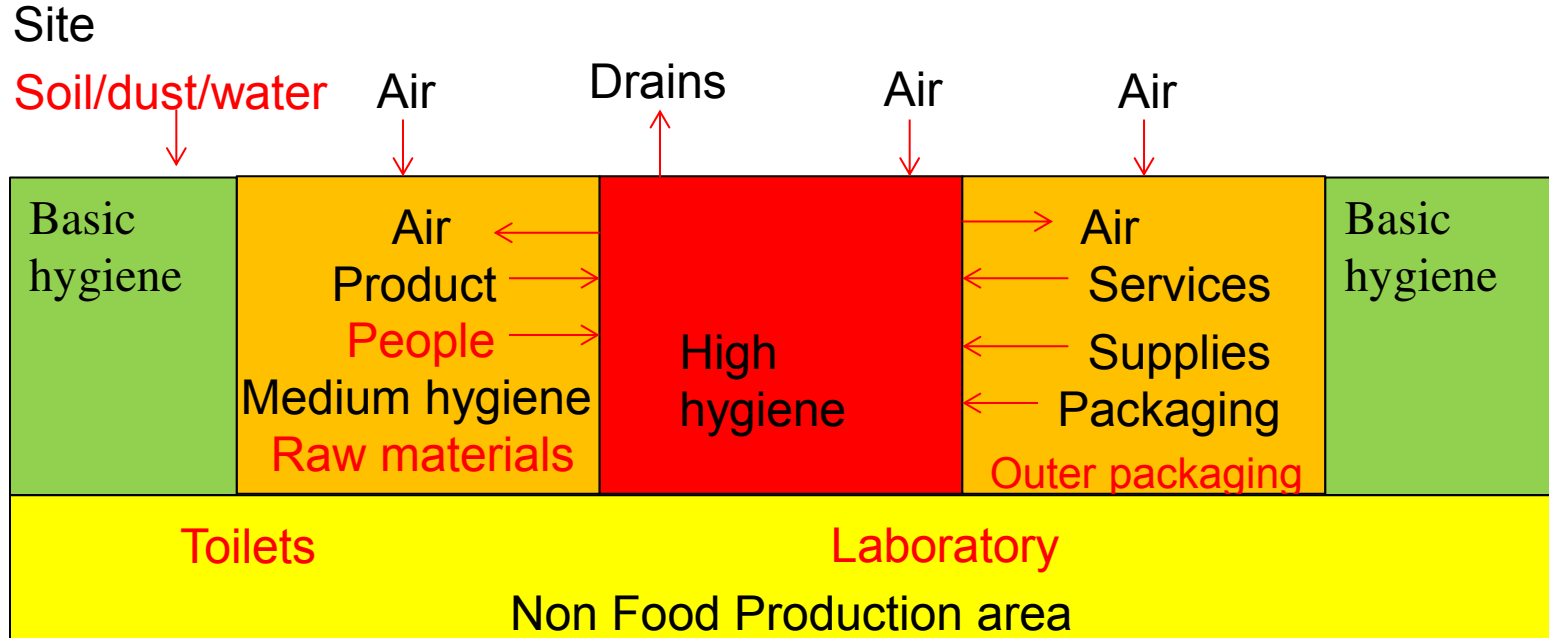 Site
Soil/dust/water
Air
Drains
Air
Air
Basic
hygiene
Air
Product
People
Medium hygiene
Raw materials
High
hygiene
Air
Services
Supplies
Packaging
Outer packaging
Basic
hygiene
Toilets
Laboratory
Non Food Production area